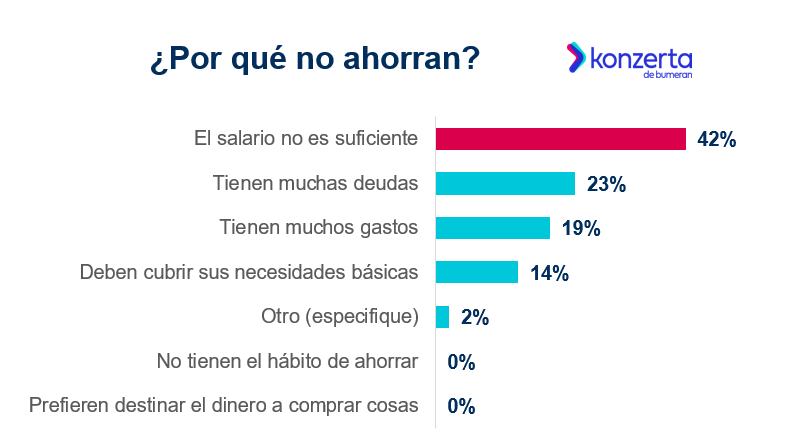 ¿Por qué no ahorran?
konzerta
de bumeran
El salario no es suficiente 42%
Tienen muchas deudas 23%
Tienen muchos gastos 19%
Deben cubrir sus necesidades básicas 14%
Otro (especifique) 2%
No tienen el hábito de ahorrar 0%
Prefieren destinar el dinero a comprar cosas 0%